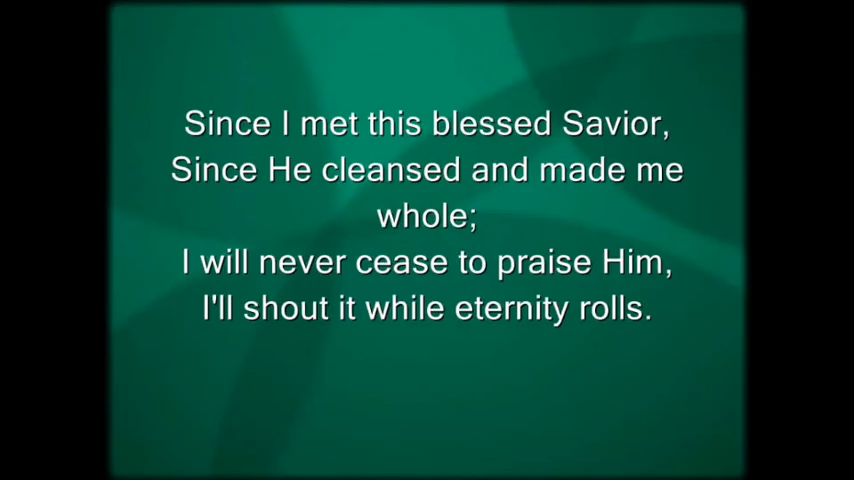 Since I met this blessed Savior,
Since He cleansed and made me
whole;
I will never cease to praise Him,
I'll shout it while eternity rolls.